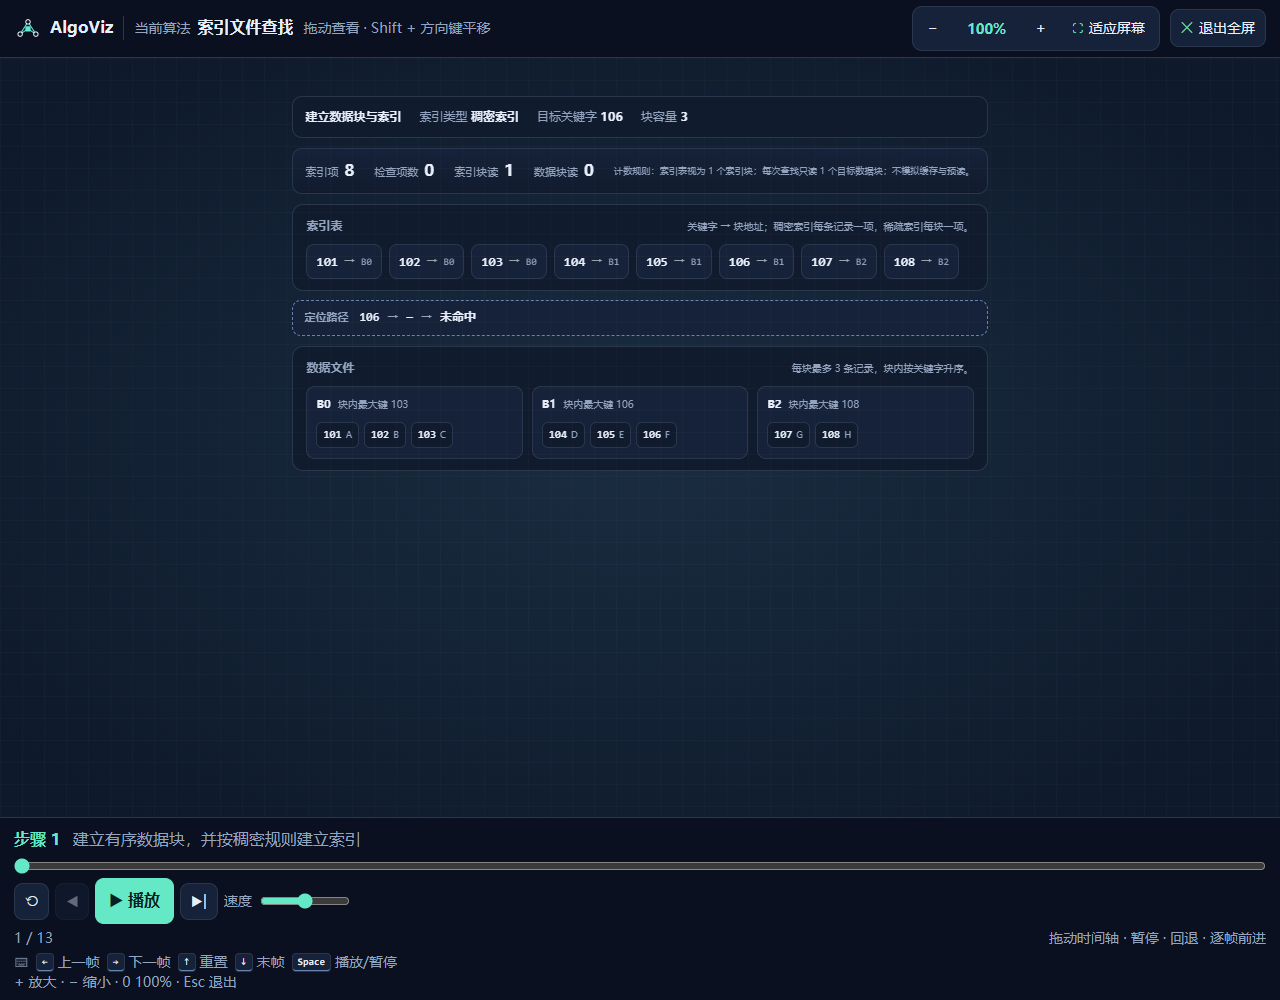 AlgoViz 当前算法 索引文件查找 拖动查看 · Shift + 方向键平移 − 100% + 适应屏幕 退出全屏
建立数据块与索引 索引类型 稠密索引 目标关键字 106 块容量 3
索引项 8 检查项数 0 索引块读 1 数据块读 0 计数规则：索引表视为 1 个索引块；每次查找只读 1 个目标数据块；不模拟缓存与预读。
索引表 关键字 → 块地址；稠密索引每条记录一项，稀疏索引每块一项。
101 → B0 102 → B0 103 → B0 104 → B1 105 → B1 106 → B1 107 → B2 108 → B2
定位路径 106 → — → 未命中
数据文件 每块最多 3 条记录，块内按关键字升序。
B0 块内最大键 103 B1 块内最大键 106 B2 块内最大键 108
101 A 102 B 103 C 104 D 105 E 106 F 107 G 108 H
步骤 1 建立有序数据块，并按稠密规则建立索引
▶ 播放 速度
1 / 13 拖动时间轴 · 暂停 · 回退 · 逐帧前进
← 上一帧 → 下一帧 ↑ 重置 ↓ 末帧 Space 播放/暂停
+ 放大 · − 缩小 · 0 100% · Esc 退出